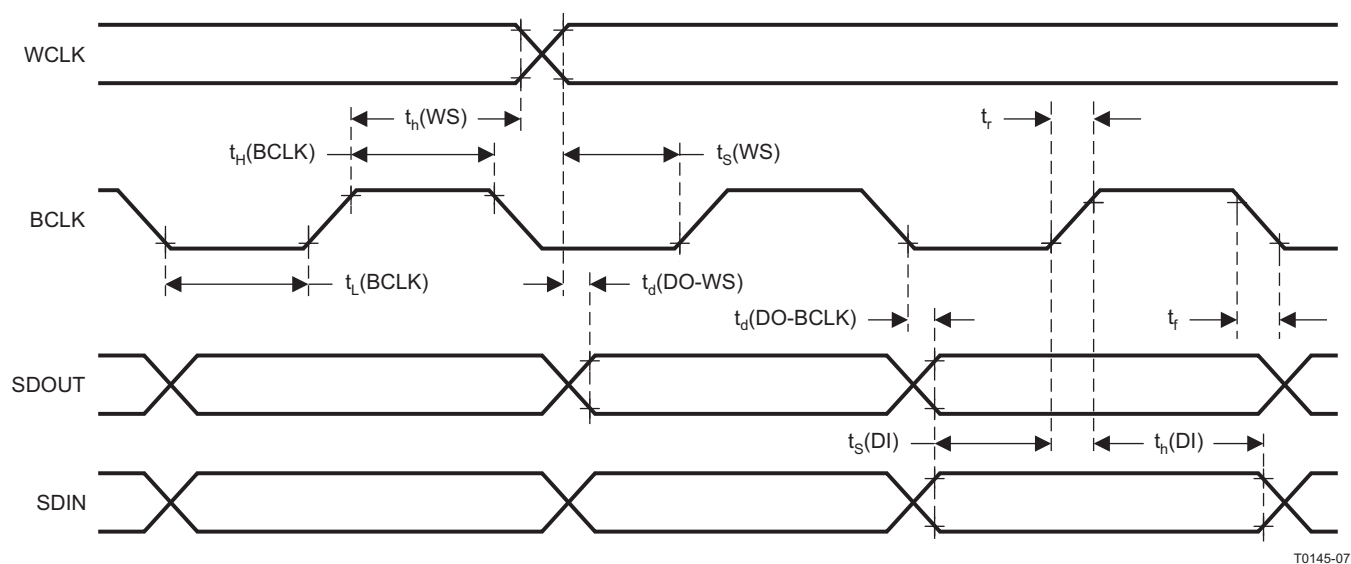 WCLK
t_h(WS)
t_r
t_H(BCLK)
t_S(WS)
BCLK
t_L(BCLK)
t_d(DO-WS)
t_d(DO-BCLK)
t_f
SDOUT
t_S(DI)
t_h(DI)
SDIN
T0145-07